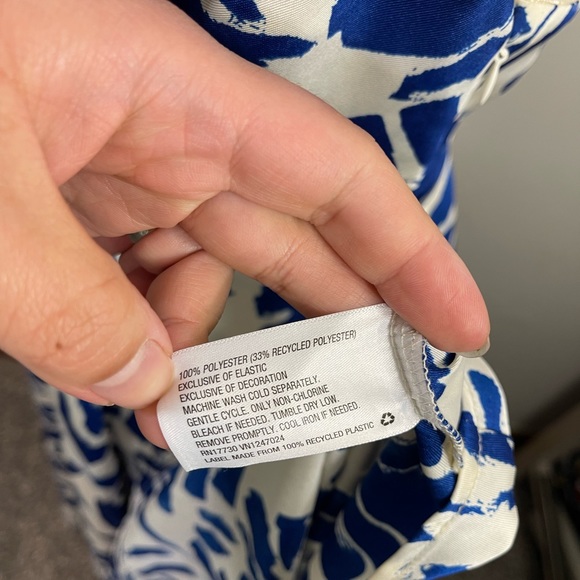 100% POLYESTER (33% RECYCLED POLYESTER)
EXCLUSIVE OF ELASTIC
EXCLUSIVE OF DECORATION
MACHINE WASH COLD SEPARATELY.
GENTLE CYCLE. ONLY NON-CHLORINE
BLEACH IF NEEDED. TUMBLE DRY LOW.
REMOVE PROMPTLY. COOL IRON IF NEEDED.
RN17730 VN1247024
LABEL MADE FROM 100% RECYCLED PLASTIC